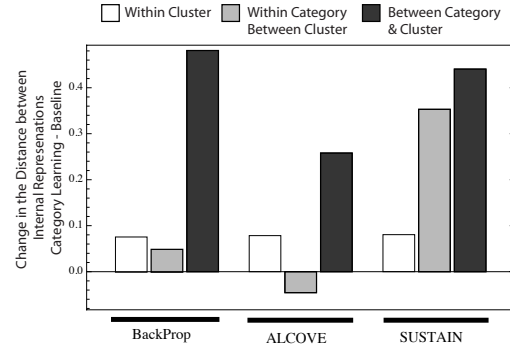 Within Cluster
Within Category
Between Cluster
Between Category
& Cluster
Change in the Distance between
Internal Represenations
Category Learning - Baseline
0.4
0.3
0.2
0.1
0.0
BackProp
ALCOVE
SUSTAIN